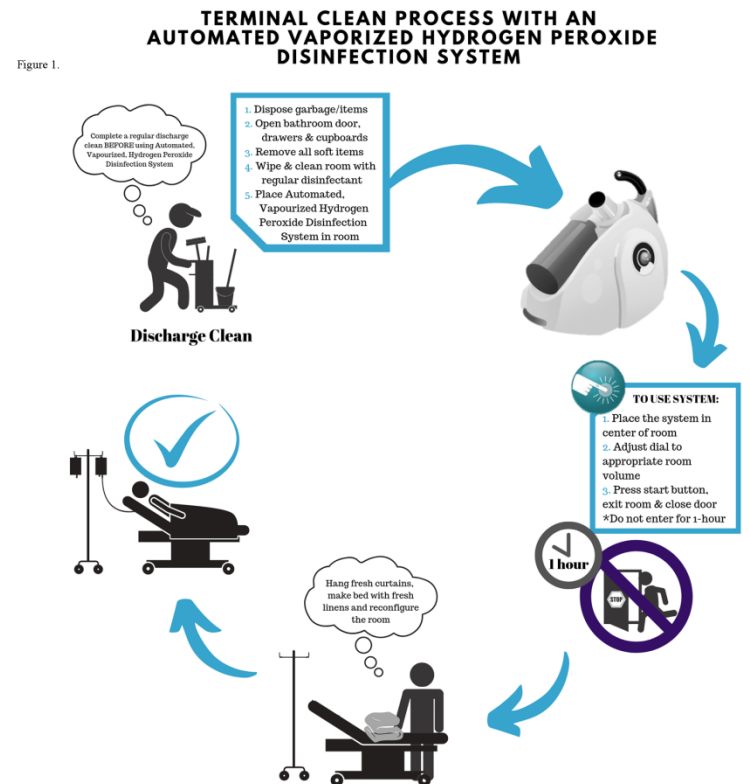 TERMINAL CLEAN PROCESS WITH AN
AUTOMATED VAPORIZED HYDROGEN PEROXIDE
DISINFECTION SYSTEM
Figure 1.
Complete a regular discharge
clean BEFORE using Automated,
Vapourized, Hydrogen Peroxide
Disinfection System
1. Dispose garbage/items
2. Open bathroom door,
drawers & cupboards
3. Remove all soft items
4. Wipe & clean room with
regular disinfectant
5. Place Automated,
Vapourized Hydrogen
Peroxide Disinfection
System in room
Discharge Clean
TO USE SYSTEM:
1. Place the system in
center of room
2. Adjust dial to
appropriate room
volume
3. Press start button,
exit room & close door
*Do not enter for 1-hour
1 hour
STOP
Hang fresh curtains,
make bed with fresh
linens and reconfigure
the room